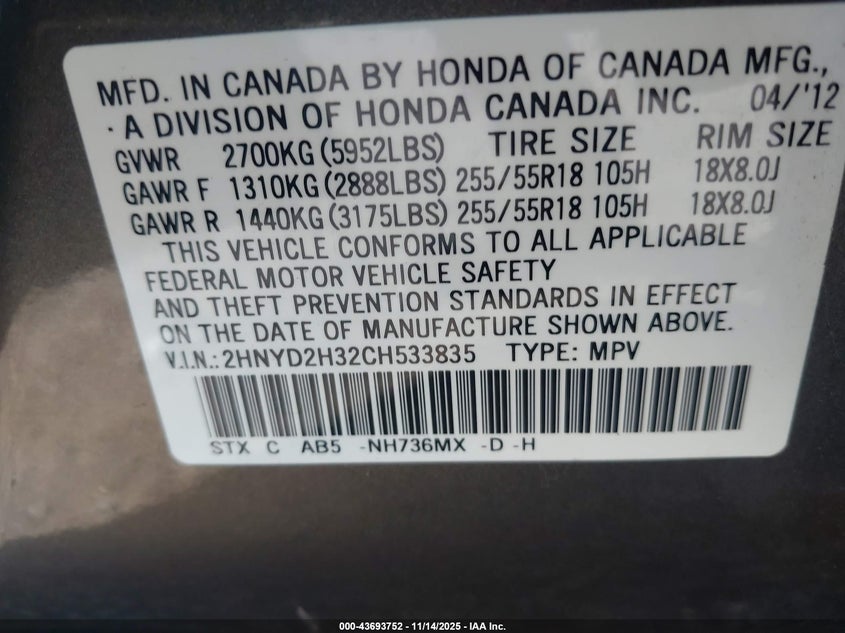 MFD. IN CANADA BY HONDA OF CANADA MFG.,
· A DIVISION OF HONDA CANADA INC. 04/'12
GVWR 2700KG (5952LBS) TIRE SIZE RIM SIZE
GAWR F 1310KG (2888LBS) 255/55R18 105H 18X8.0J
GAWR R 1440KG (3175LBS) 255/55R18 105H 18X8.0J
THIS VEHICLE CONFORMS TO ALL APPLICABLE
FEDERAL MOTOR VEHICLE SAFETY
AND THEFT PREVENTION STANDARDS IN EFFECT
ON THE DATE OF MANUFACTURE SHOWN ABOVE.
V.I.N.: 2HNYD2H32CH533835 TYPE: MPV
STX C AB5 -NH736MX -D -H
000-43693752 - 11/14/2025 - IAA Inc.